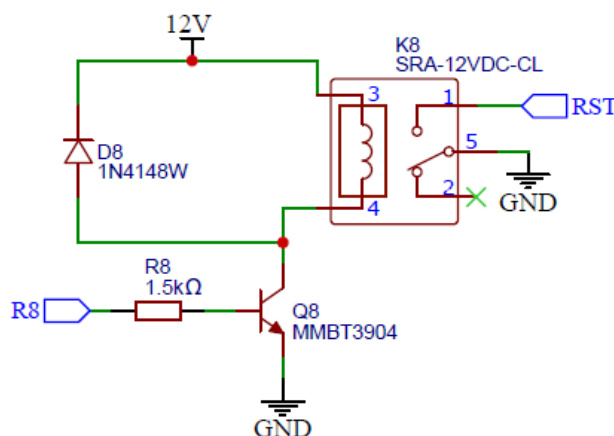 12V
K8
SRA-12VDC-CL
3
1
RST
D8
1N4148W
5
4
2
GND
R8
1.5kΩ
R8
Q8
MMBT3904
GND